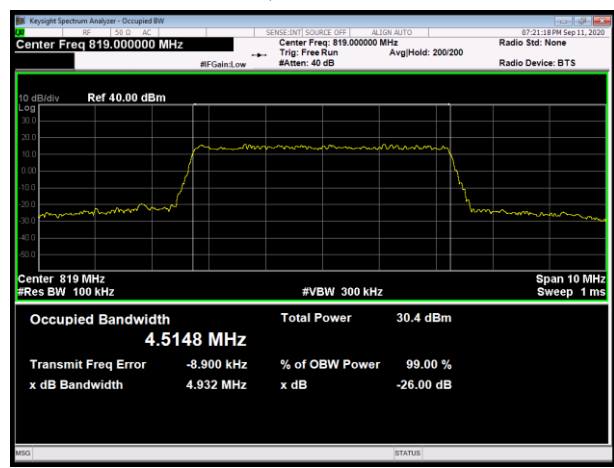 Keysight Spectrum Analyzer - Occupied BW
RF 50 Ω AC SENSE:INT SOURCE OFF ALIGN AUTO 07:21:18 PM Sep 11, 2020
Center Freq 819.000000 MHz Center Freq: 819.000000 MHz Radio Std: None
Trig: Free Run Avg|Hold: 200/200
#IFGain:Low #Atten: 40 dB Radio Device: BTS
10 dB/div Ref 40.00 dBm
Log
30.0
20.0
10.0
0.00
-10.0
-20.0
-30.0
-40.0
-50.0
Center 819 MHz Span 10 MHz
#Res BW 100 kHz #VBW 300 kHz Sweep 1 ms
Occupied Bandwidth Total Power 30.4 dBm
4.5148 MHz
Transmit Freq Error -8.900 kHz % of OBW Power 99.00 %
x dB Bandwidth 4.932 MHz x dB -26.00 dB
MSG STATUS